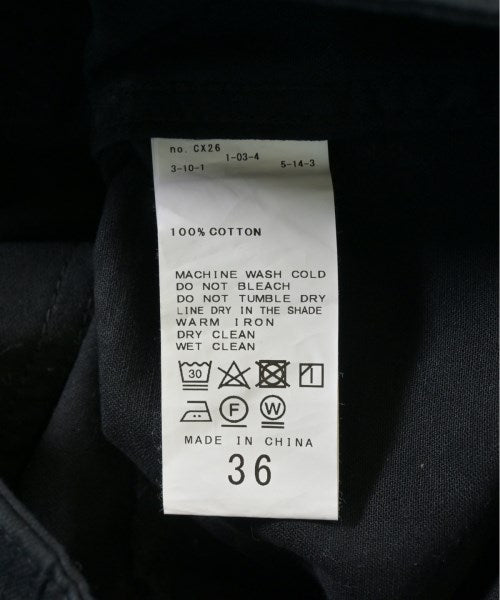 no. CX26
1-03-4
3-10-1 5-14-3
100% COTTON
MACHINE WASH COLD
DO NOT BLEACH
DO NOT TUMBLE DRY
LINE DRY IN THE SHADE
WARM IRON
DRY CLEAN
WET CLEAN
30
F W
MADE IN CHINA
36